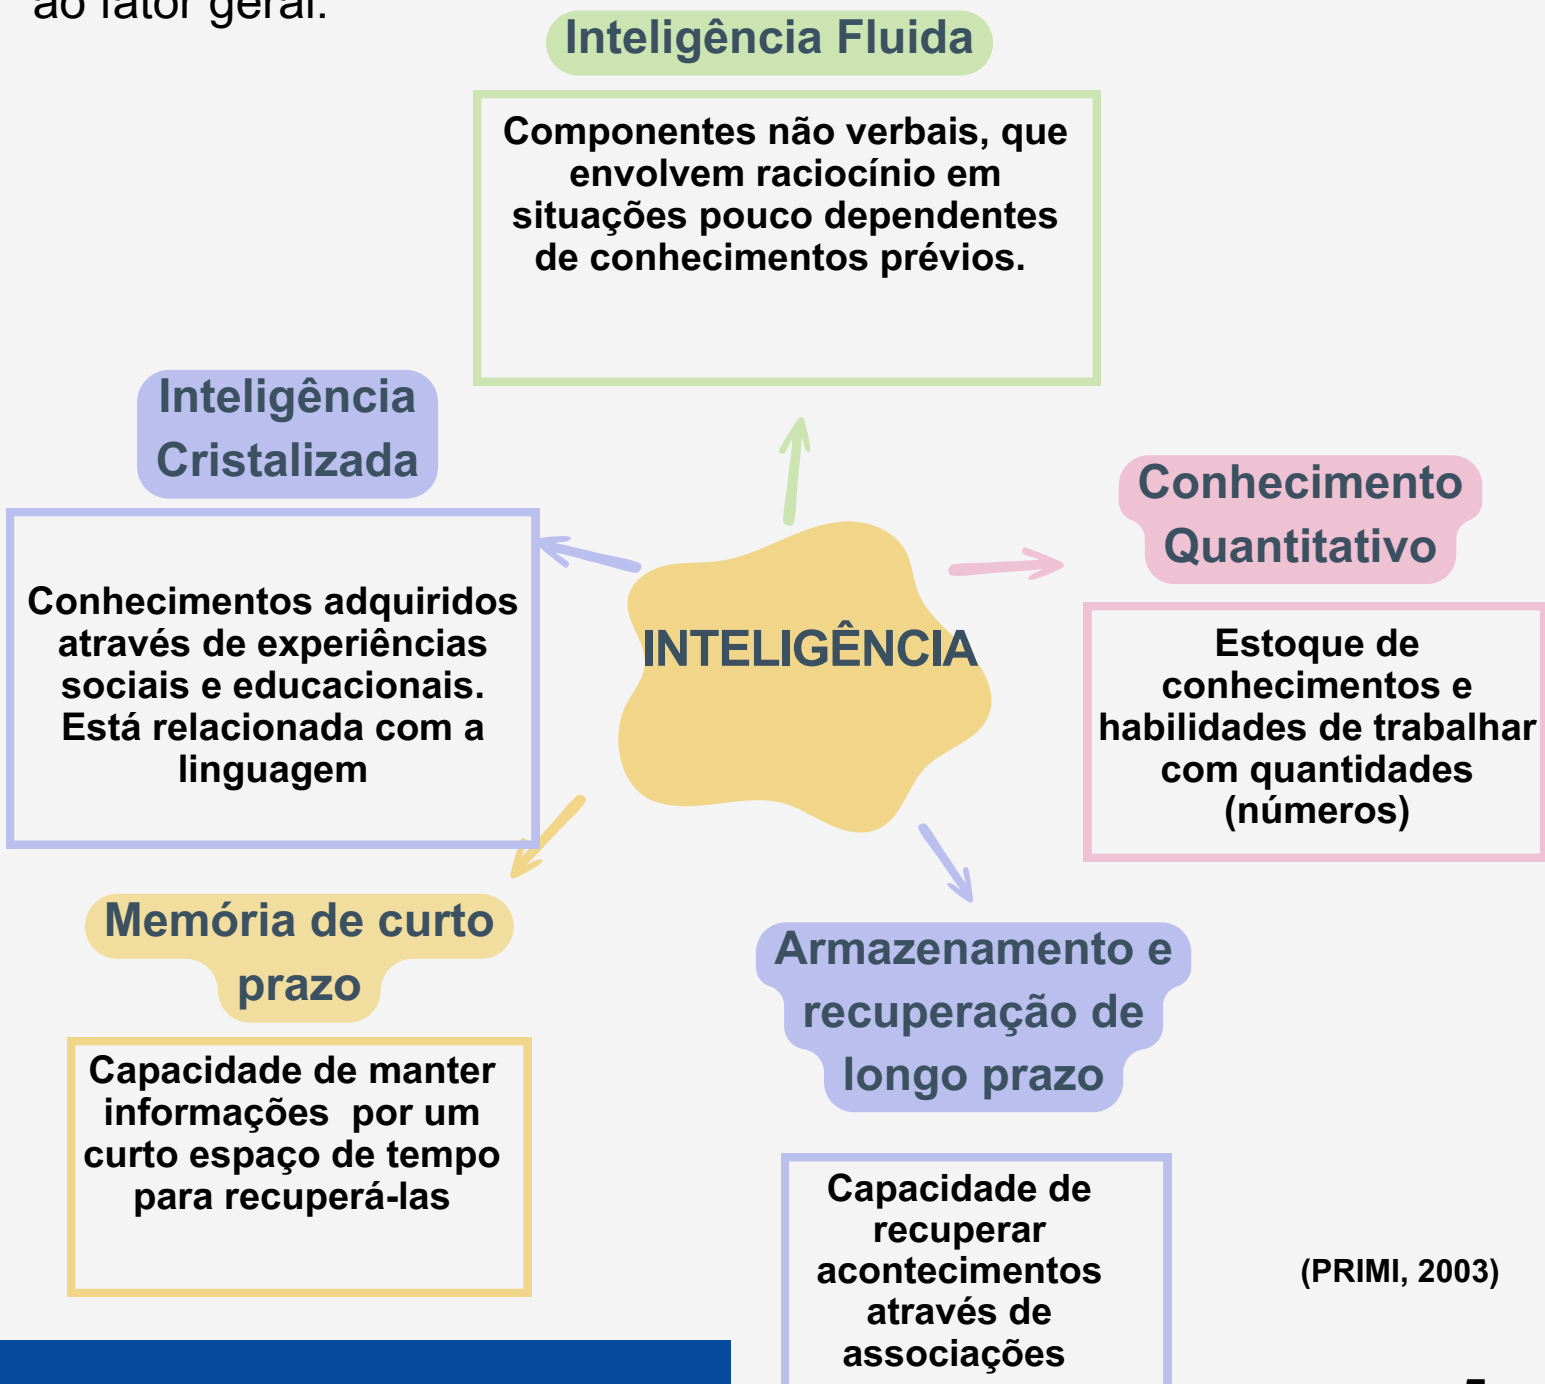 ao fator geral.
Inteligência Fluida
Componentes não verbais, que
envolvem raciocínio em
situações pouco dependentes
de conhecimentos prévios.
Inteligência
Cristalizada
Conhecimentos adquiridos
através de experiências
sociais e educacionais.
Está relacionada com a
linguagem
INTELIGÊNCIA
Conhecimento
Quantitativo
Estoque de
conhecimentos e
habilidades de trabalhar
com quantidades
(números)
Memória de curto
prazo
Capacidade de manter
informações  por um
curto espaço de tempo
para recuperá-las
Armazenamento e
recuperação de
longo prazo
Capacidade de
recuperar
acontecimentos
através de
associações
(PRIMI, 2003)